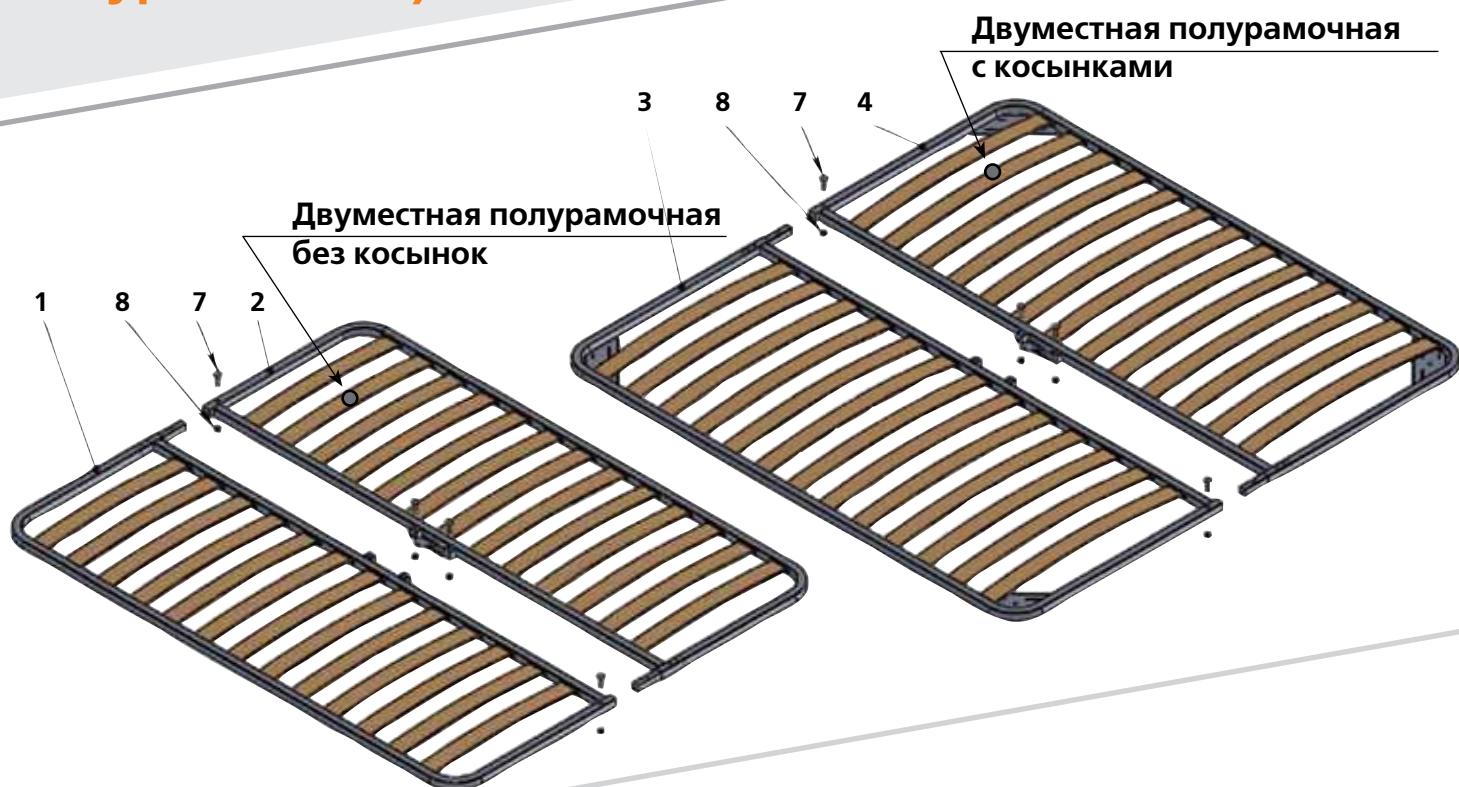 Двуместная полурамочная
с косынками
3 8 7 4
Двуместная полурамочная
без косынок
1 8 7 2